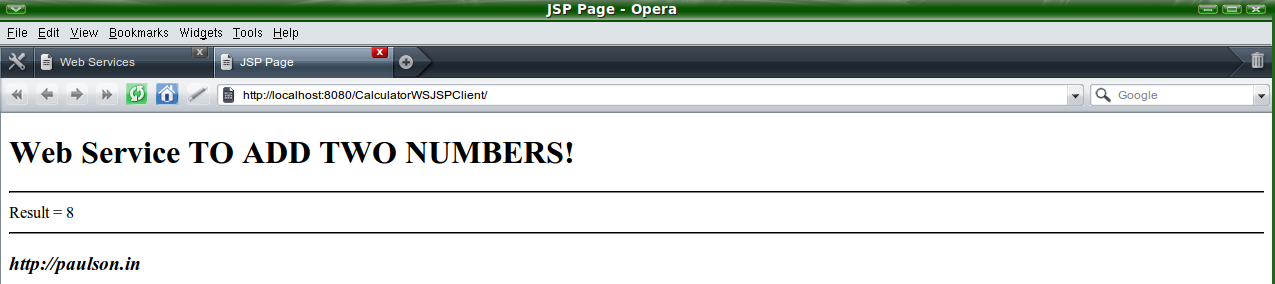 JSP Page - Opera
File Edit View Bookmarks Widgets Tools Help
Web Services JSP Page
http://localhost:8080/CalculatorWSJSPClient/ Google
Web Service TO ADD TWO NUMBERS!
Result = 8
http://paulson.in